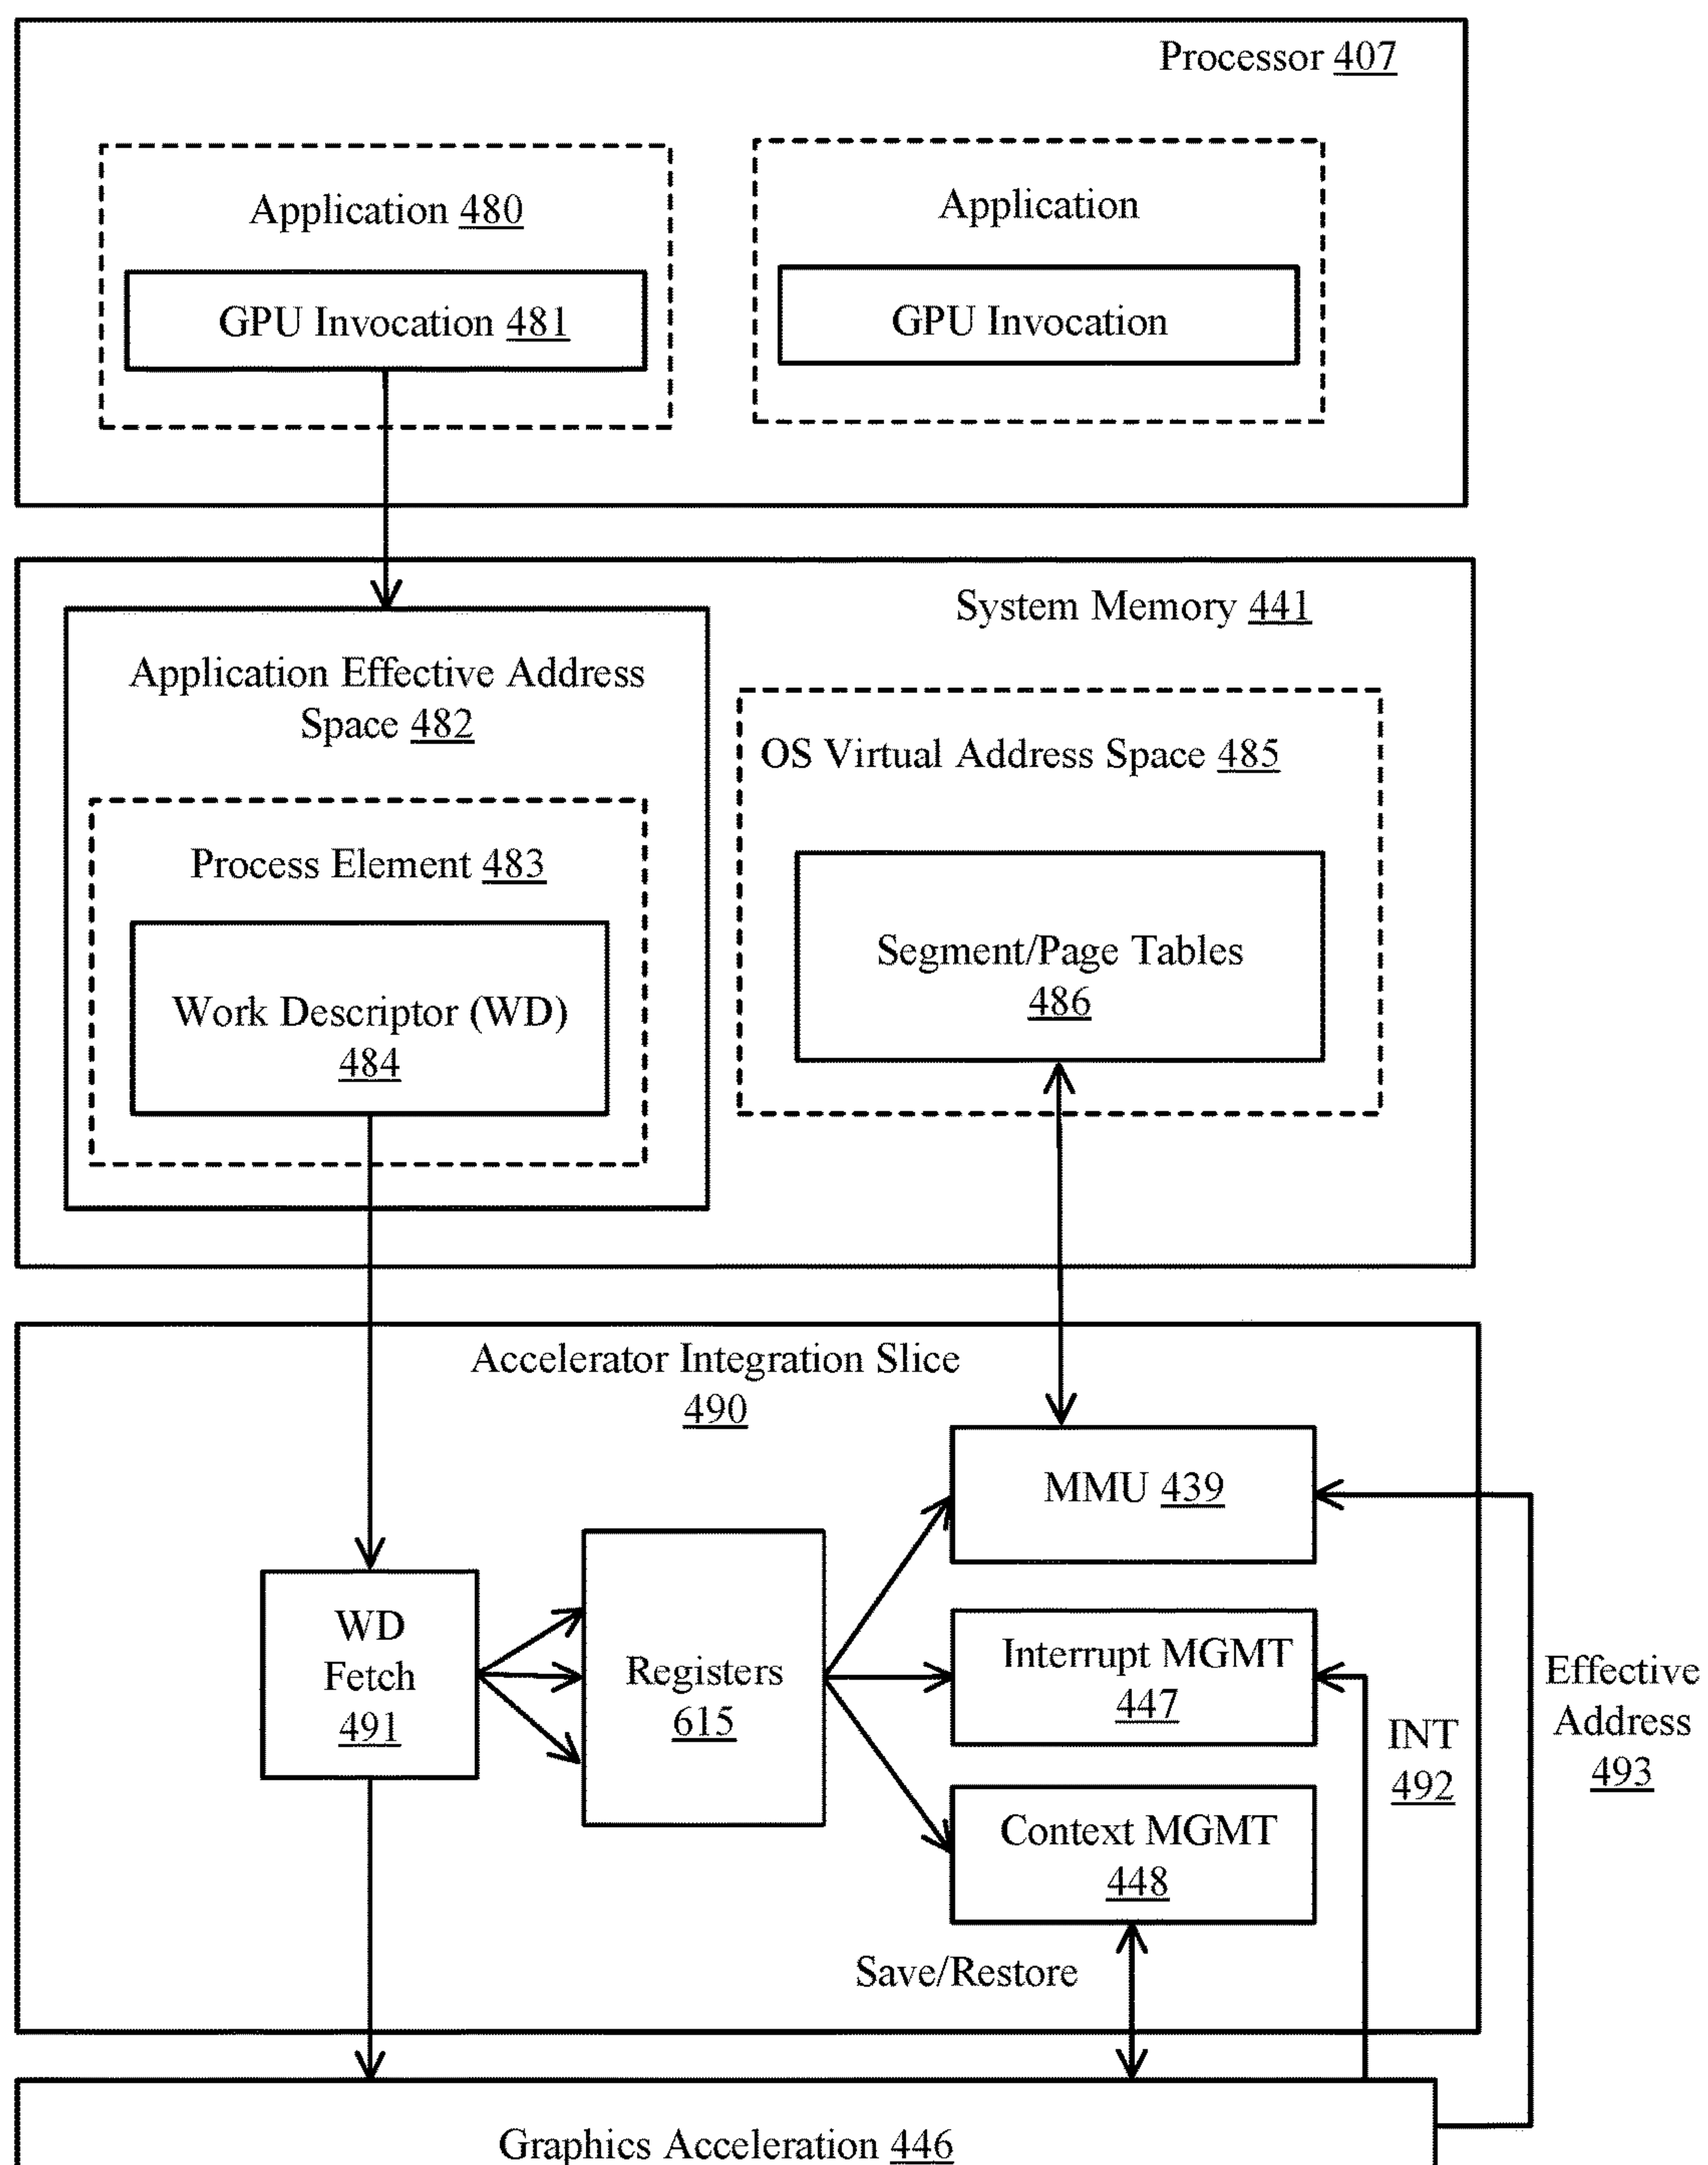 Processor 407
Application 480
Application
GPU Invocation 481
GPU Invocation
System Memory 441
Application Effective Address
Space 482
OS Virtual Address Space 485
Process Element 483
Segment/Page Tables
486
Work Descriptor (WD)
484
Accelerator Integration Slice
490
MMU 439
WD
Fetch
491
Registers
615
Interrupt MGMT
447
Effective
Address
493
INT
492
Context MGMT
448
Save/Restore
Graphics Acceleration 446